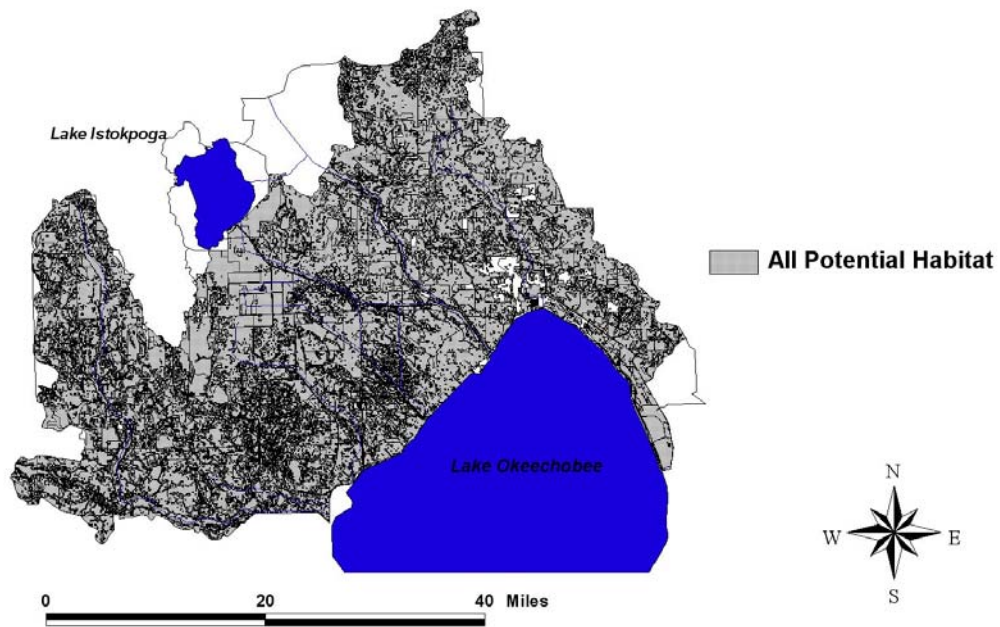 Lake Istokpoga
All Potential Habitat
Lake Okeechobee
N
W E
S
0 20 40 Miles